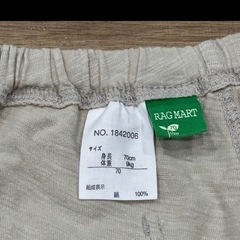 RAG MART
NO. 1842006
サイズ
身長 70cm
体重 9kg
70
組成表示
綿 100%